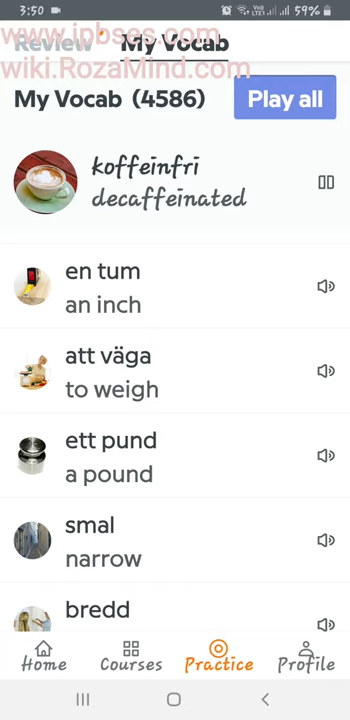 3:50
59%
www.ipbses.com
Review
My Vocab
wiki.RozaMind.com
My Vocab (4586)
Play all
koffeinfri
decaffeinated
en tum
an inch
att väga
to weigh
ett pund
a pound
smal
narrow
bredd
Home
Courses
Practice
Profile